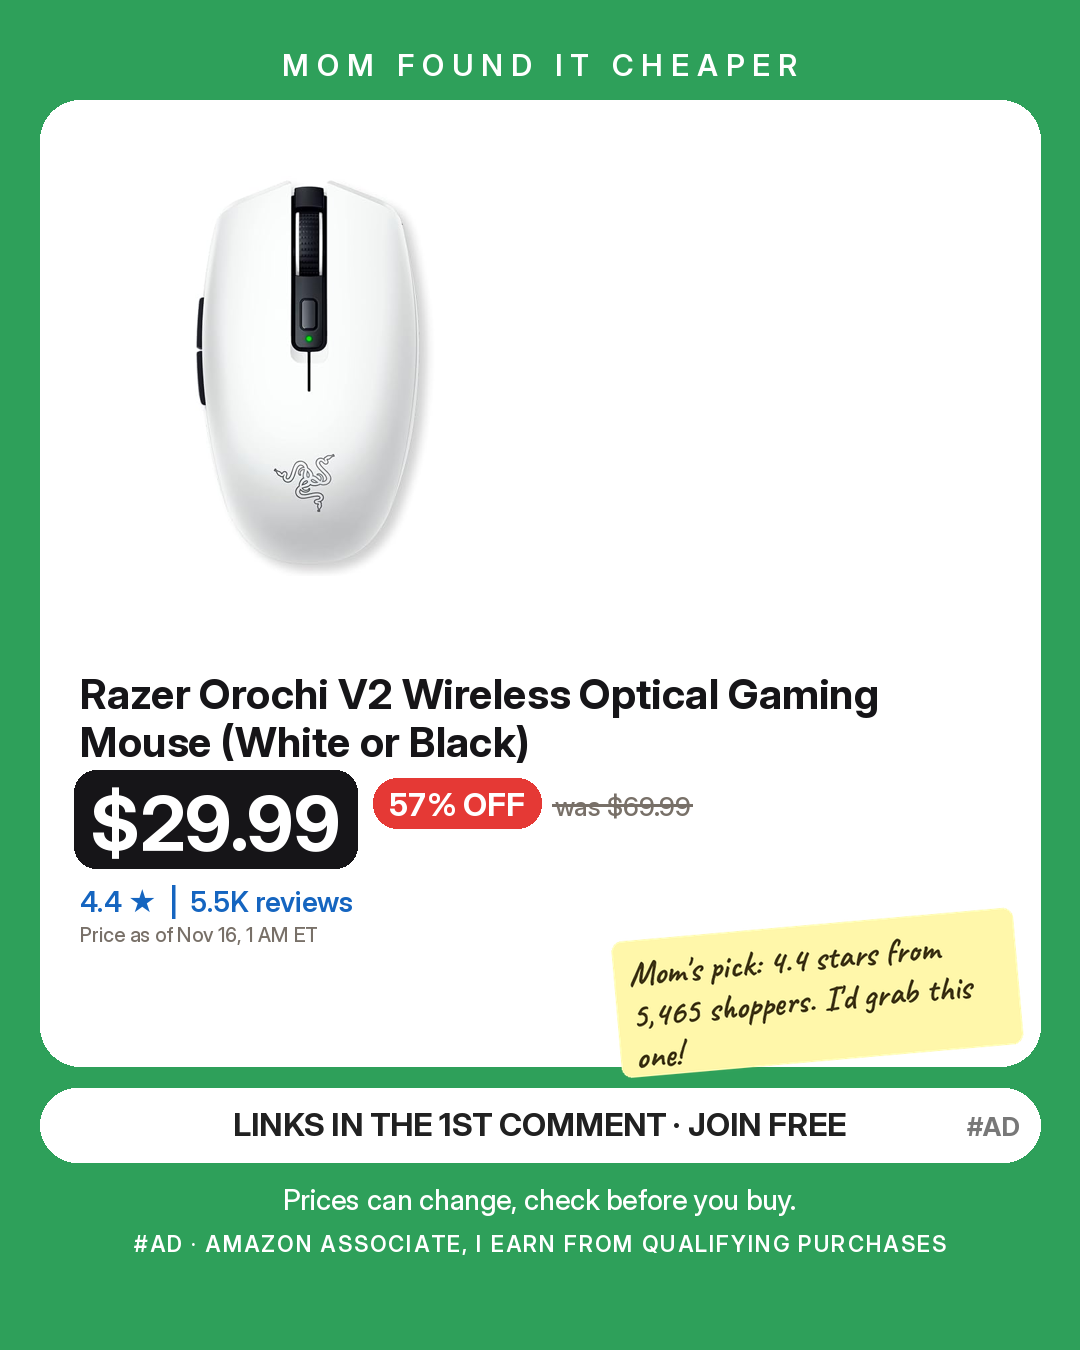 MOM FOUND IT CHEAPER
Razer Orochi V2 Wireless Optical Gaming
Mouse (White or Black)
$29.99
57% OFF
was $69.99
4.4 ★ | 5.5K reviews
Price as of Nov 16, 1 AM ET
Mom's pick: 4.4 stars from
5,465 shoppers. I'd grab this
one!
LINKS IN THE 1ST COMMENT · JOIN FREE
#AD
Prices can change, check before you buy.
#AD · AMAZON ASSOCIATE, I EARN FROM QUALIFYING PURCHASES